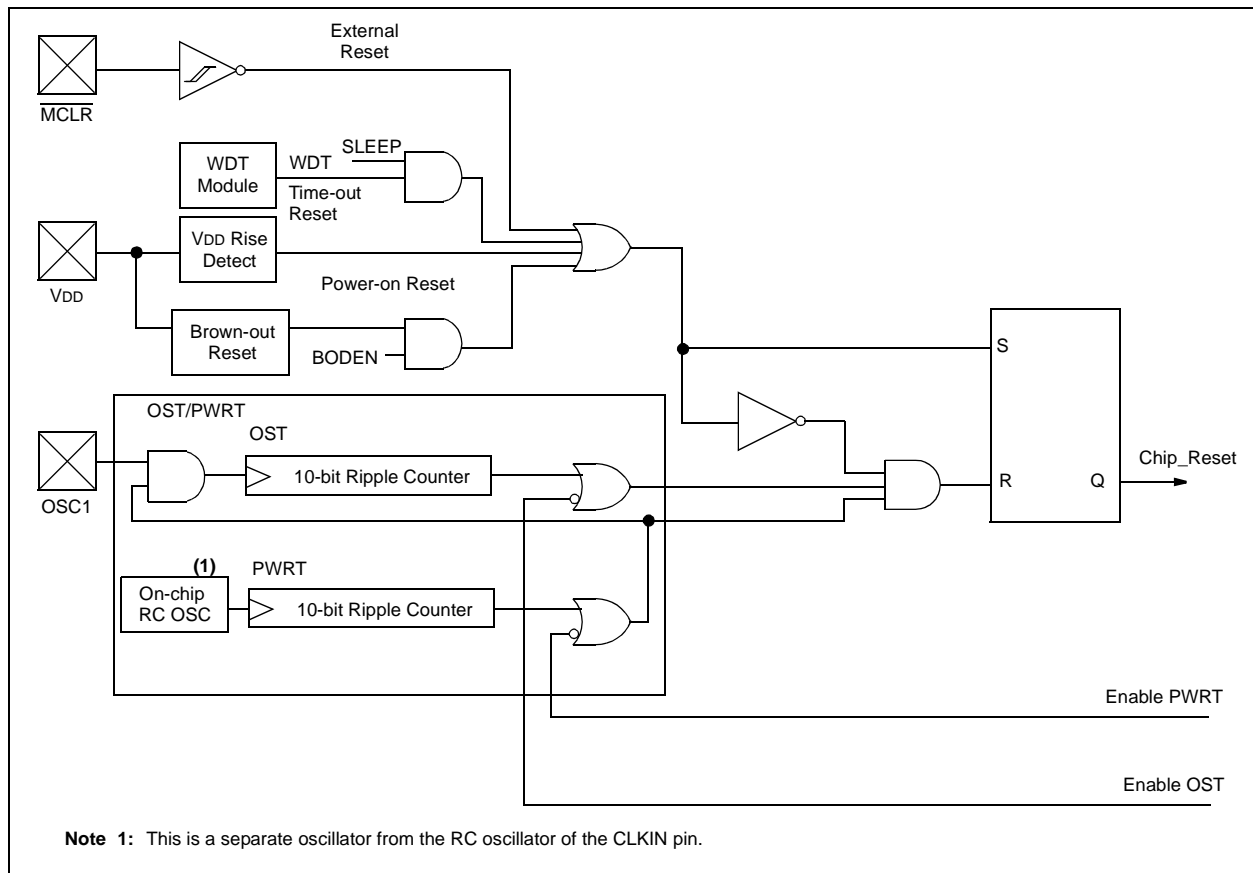 External
Reset
MCLR
SLEEP
WDT
Module
WDT
Time-out
Reset
VDD Rise
Detect
VDD
Power-on Reset
Brown-out
Reset
BODEN
S
OST/PWRT
OST
10-bit Ripple Counter
OSC1
Chip_Reset
R
Q
(1)
PWRT
On-chip
RC OSC
10-bit Ripple Counter
Enable PWRT
Enable OST
Note 1: This is a separate oscillator from the RC oscillator of the CLKIN pin.